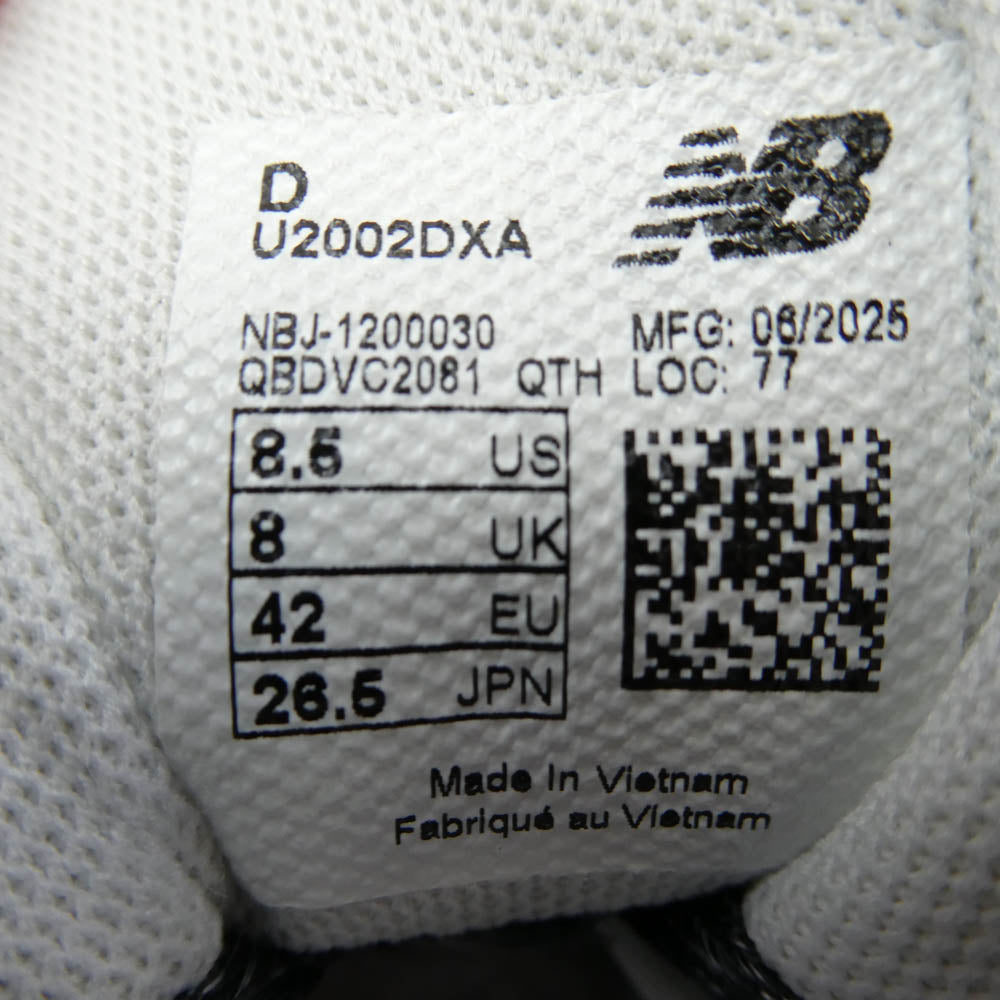 D
U2002DXA
NB
NBJ-1200030 MFG: 06/2025
QBDVC2081 QTH LOC: 77
8.5 US
8 UK
42 EU
26.5 JPN
Made In Vietnam
Fabriqué au Vietnam